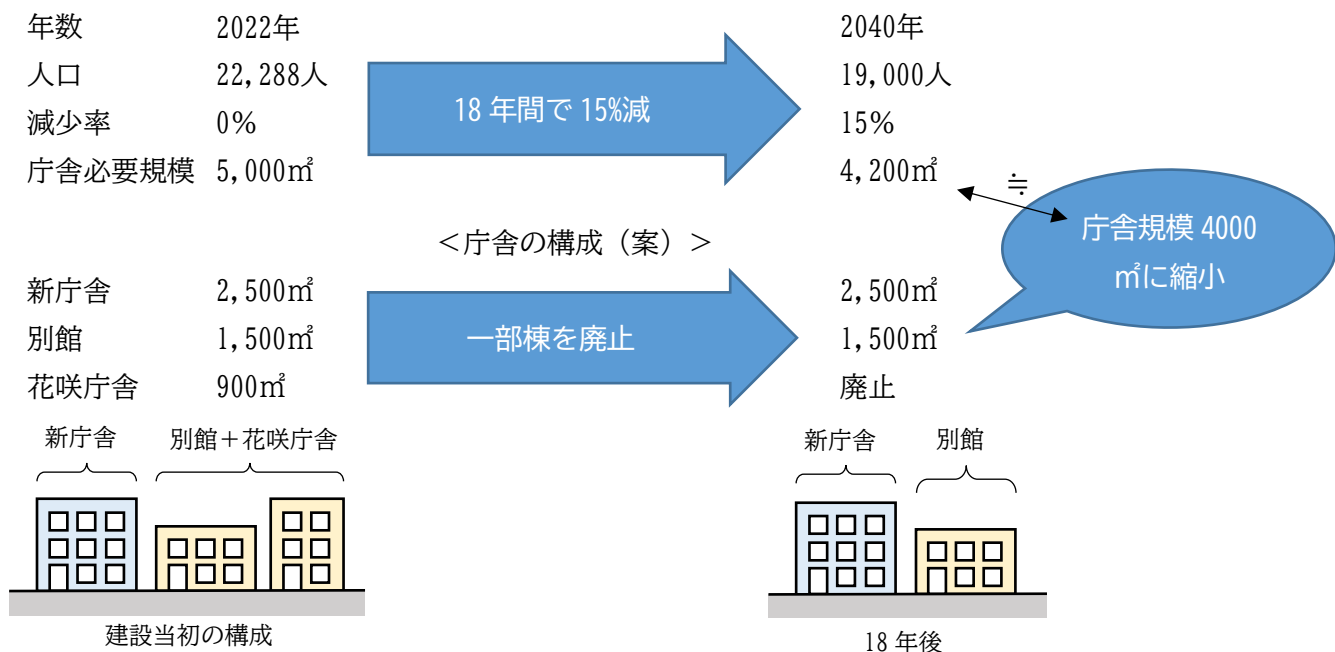 年数 2022年 2040年
人口 22,288人 19,000人
減少率 0% 18年間で15%減 15%
庁舎必要規模 5,000㎡ 4,200㎡
≒
庁舎規模 4000
㎡に縮小
＜庁舎の構成（案）＞
新庁舎 2,500㎡ 2,500㎡
別館 1,500㎡ 一部棟を廃止 1,500㎡
花咲庁舎 900㎡ 廃止
新庁舎 別館＋花咲庁舎 新庁舎 別館
建設当初の構成 18年後